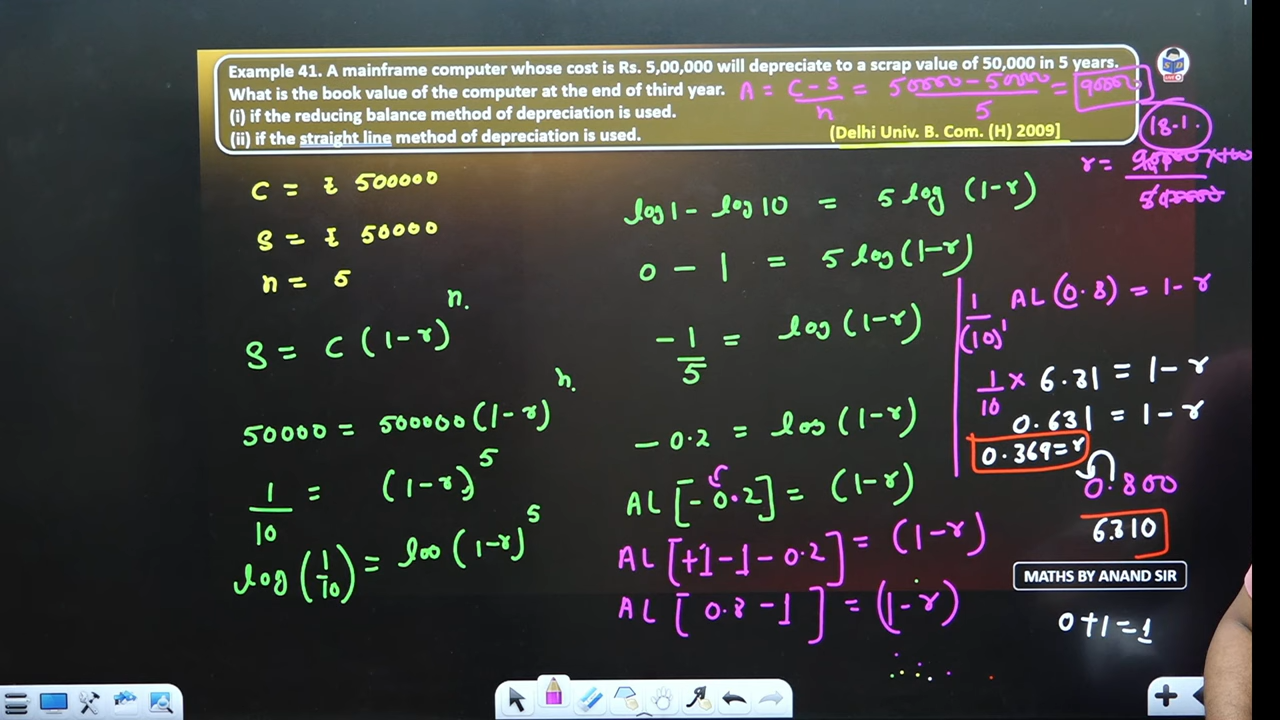 Example 41. A mainframe computer whose cost is Rs. 5,00,000 will depreciate to a scrap value of 50,000 in 5 years.
What is the book value of the computer at the end of third year.
(i) if the reducing balance method of depreciation is used.
(ii) if the straight line method of depreciation is used.
(Delhi Univ. B. Com. (H) 2009]
A = C-S/n = 500000-50000/5 = 90000
18.1.
C = ₹ 500000
S = ₹ 50000
n = 5
S = C (1-r)^n.
50000 = 500000 (1-r)^n.
1/10 = (1-r)^5
log (1/10) = log (1-r)^5
log 1 - log 10 = 5 log (1-r)
0 - 1 = 5 log (1-r)
-1/5 = log (1-r)
-0.2 = log (1-r)
AL [-0.2] = (1-r)
AL [+1-1-0.2] = (1-r)
AL [0.8-1] = (1-r)
1/(10)^1 AL (0.8) = 1-r
1/10 × 6.31 = 1-r
0.631 = 1-r
0.369 = r
0.800
6310
MATHS BY ANAND SIR
0+1=1